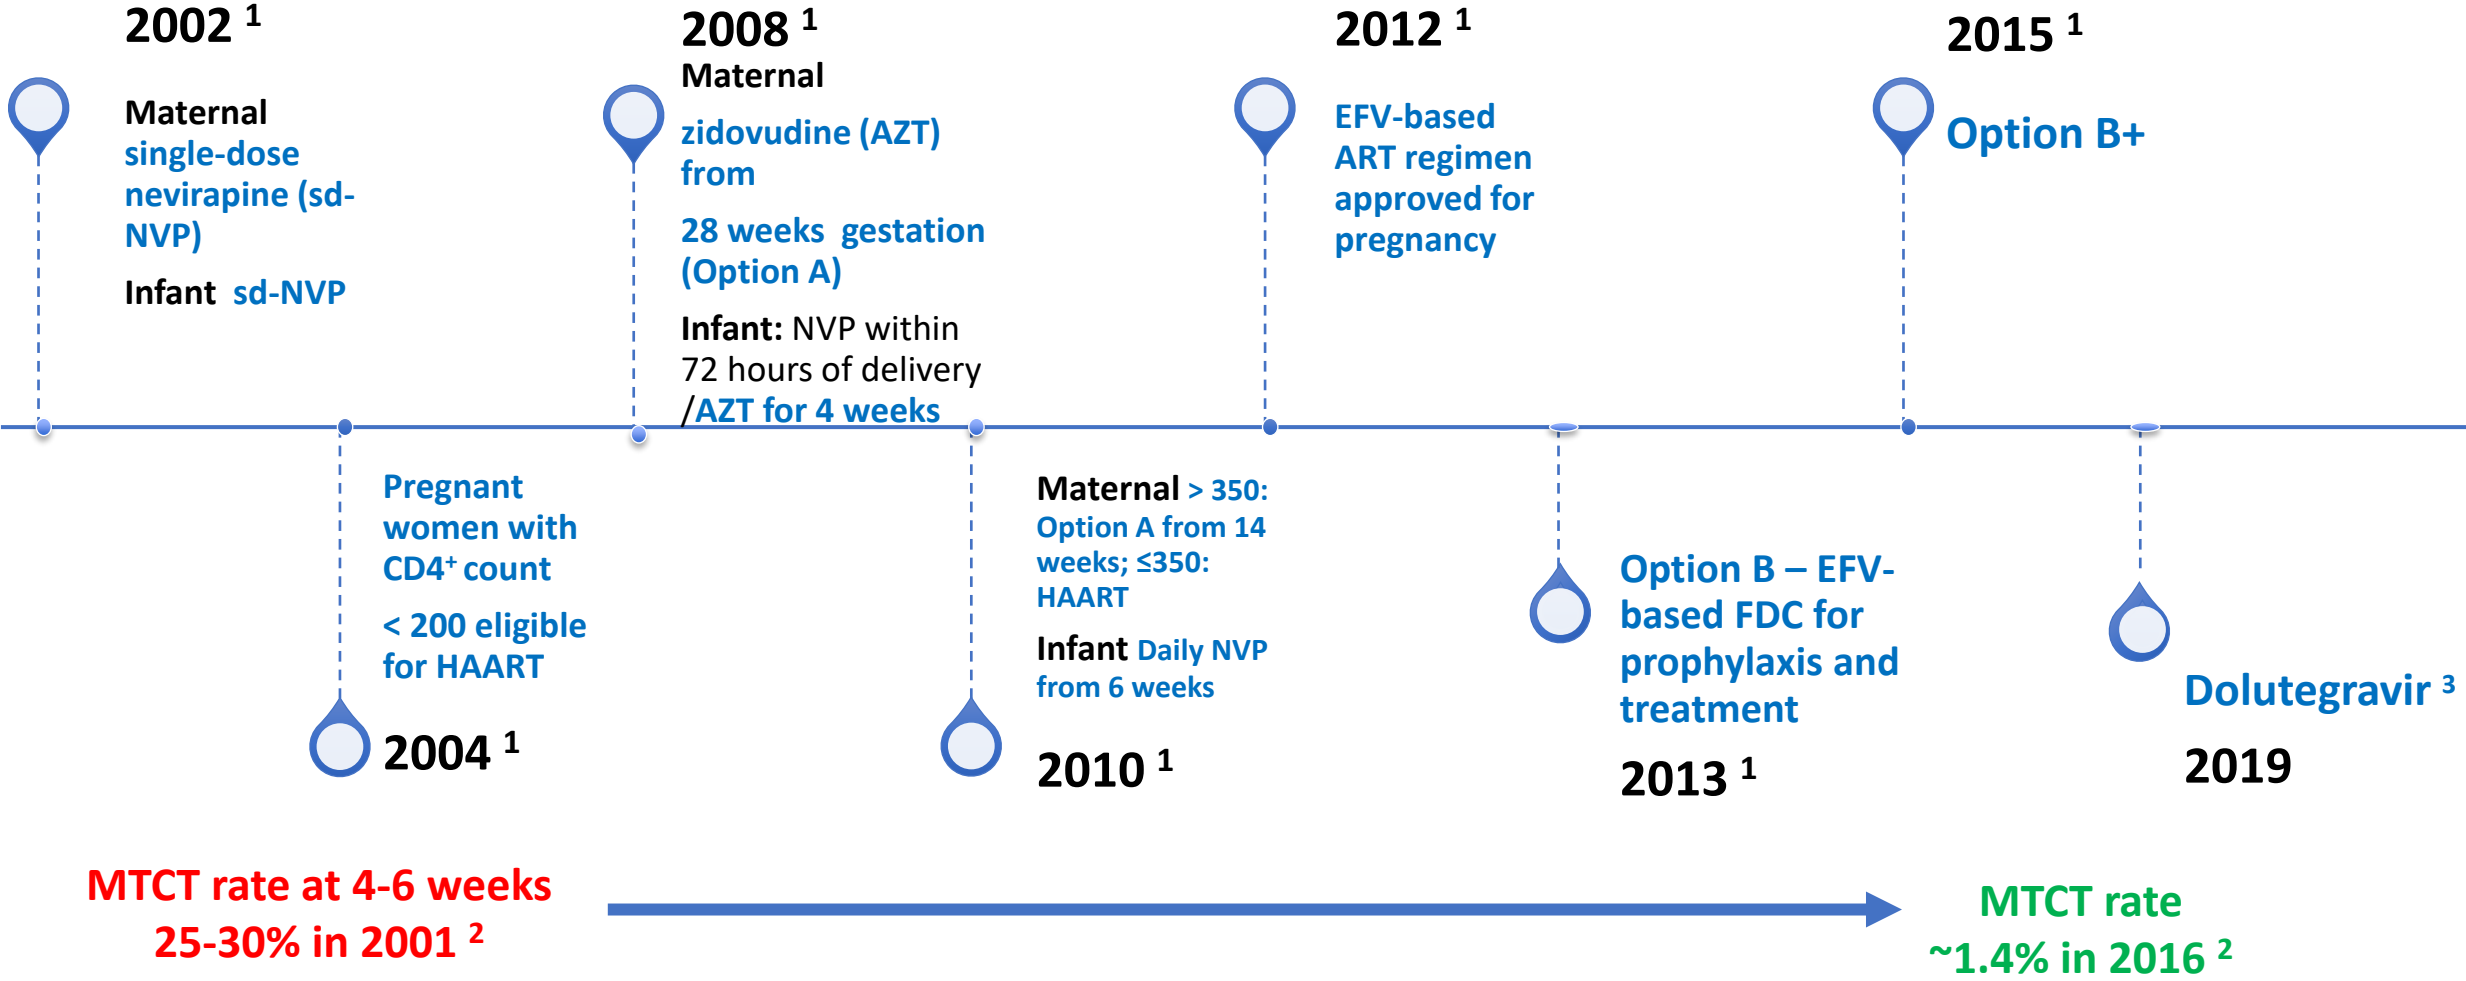 2002 1
Maternal
single-dose
nevirapine (sd-
NVP)
Infant sd-NVP
2008 1
Maternal
zidovudine (AZT)
from
28 weeks gestation
(Option A)
Infant: NVP within
72 hours of delivery
/AZT for 4 weeks
2012 1
EFV-based
ART regimen
approved for
pregnancy
2015 1
Option B+
Pregnant
women with
CD4+ count
< 200 eligible
for HAART
2004 1
Maternal > 350:
Option A from 14
weeks; ≤350:
HAART
Infant Daily NVP
from 6 weeks
2010 1
Option B – EFV-
based FDC for
prophylaxis and
treatment
2013 1
Dolutegravir 3
2019
MTCT rate at 4-6 weeks
25-30% in 2001 2
MTCT rate
~1.4% in 2016 2